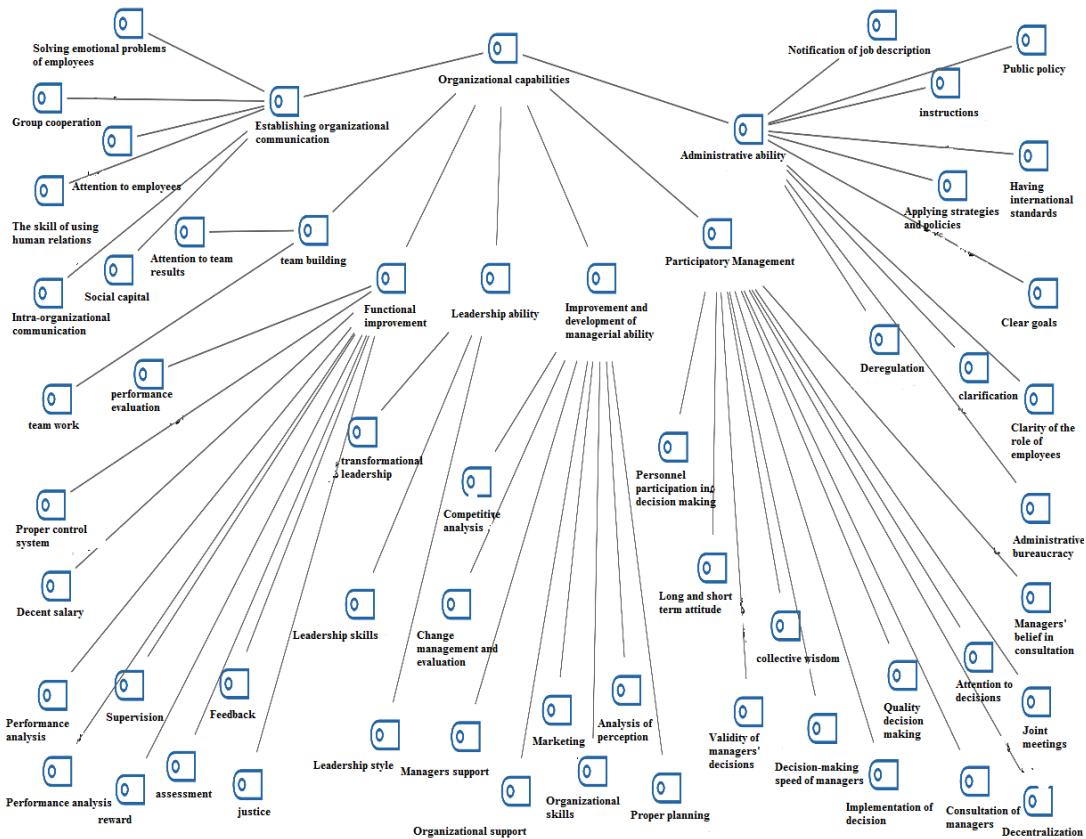 Solving emotional problems
of employees
Organizational capabilities
Notification of job description
Public policy
Group cooperation
Establishing organizational
communication
instructions
Administrative ability
Attention to employees
Having
international
standards
The skill of using
human relations
Applying strategies
and policies
Attention to team
results
team building
Participatory Management
Social capital
Intra-organizational
communication
Functional
improvement
Leadership ability
Improvement and
development of
managerial ability
Clear goals
Deregulation
performance
evaluation
clarification
team work
Clarity of the
role of
employees
transformational
leadership
Personnel
participation in
decision making
Competitive
analysis
Proper control
system
Administrative
bureaucracy
Decent salary
Long and short
term attitude
Leadership skills
Change
management and
evaluation
Managers'
belief in
consultation
collective wisdom
Performance
analysis
Supervision
Feedback
Attention to
decisions
Quality
decision
making
Joint
meetings
Analysis of
perception
Marketing
Validity of
managers'
decisions
Leadership style
Managers support
Decision-making
speed of managers
Performance analysis
reward
assessment
justice
Organizational support
Organizational
skills
Proper planning
Implementation of
decision
Consultation of
managers
Decentralization